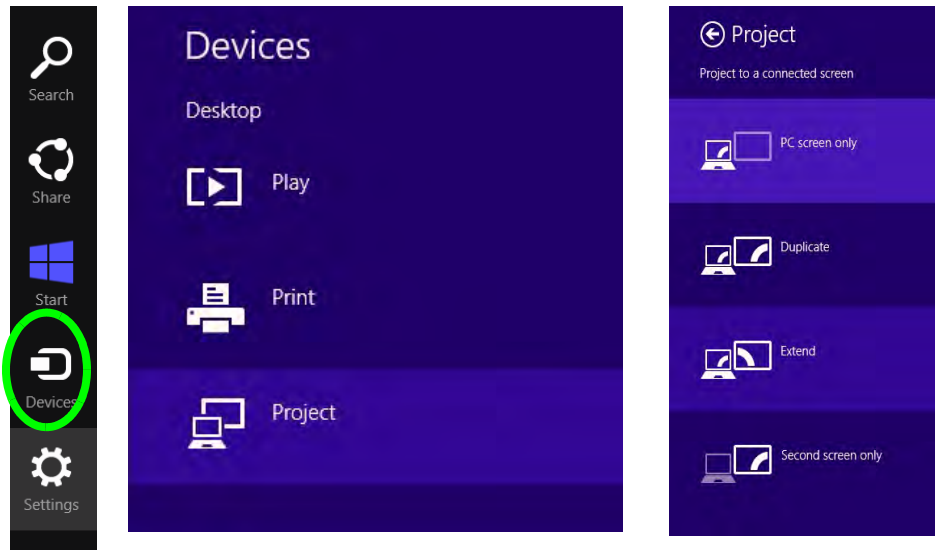 Search
Share
Start
Devices
Settings
Devices
Desktop
Play
Print
Project
Project
Project to a connected screen
PC screen only
Duplicate
Extend
Second screen only